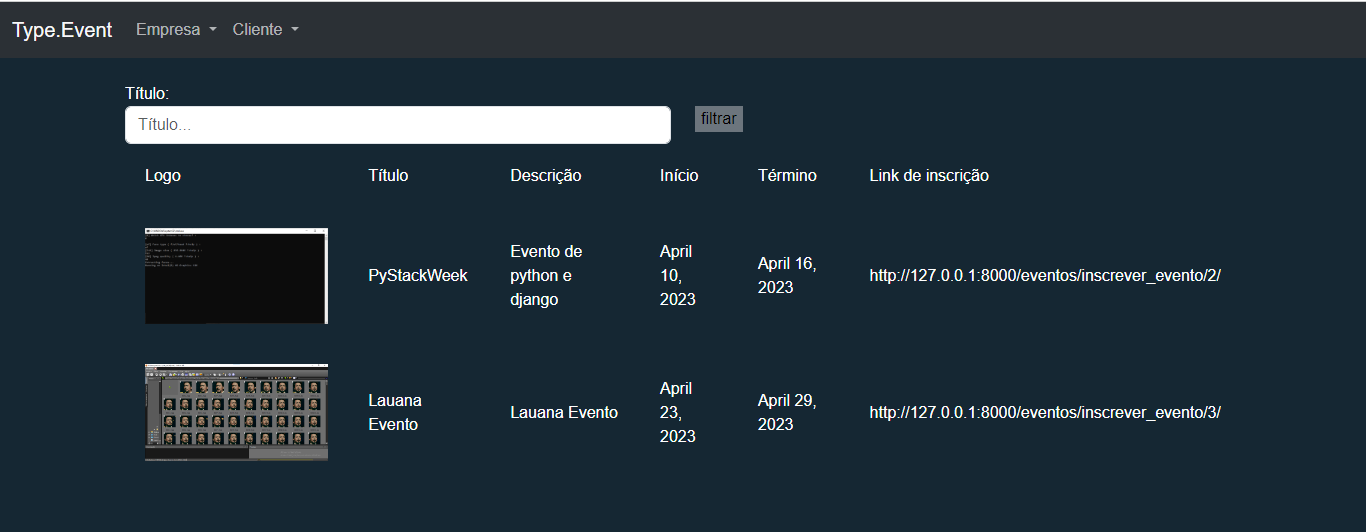 Type.Event Empresa Cliente
Título:
Título...
filtrar
Logo Título Descrição Início Término Link de inscrição
PyStackWeek
Evento de
python e
django
April
10,
2023
April 16,
2023
http://127.0.0.1:8000/eventos/inscrever_evento/2/
Lauana
Evento
Lauana Evento
April
23,
2023
April 29,
2023
http://127.0.0.1:8000/eventos/inscrever_evento/3/